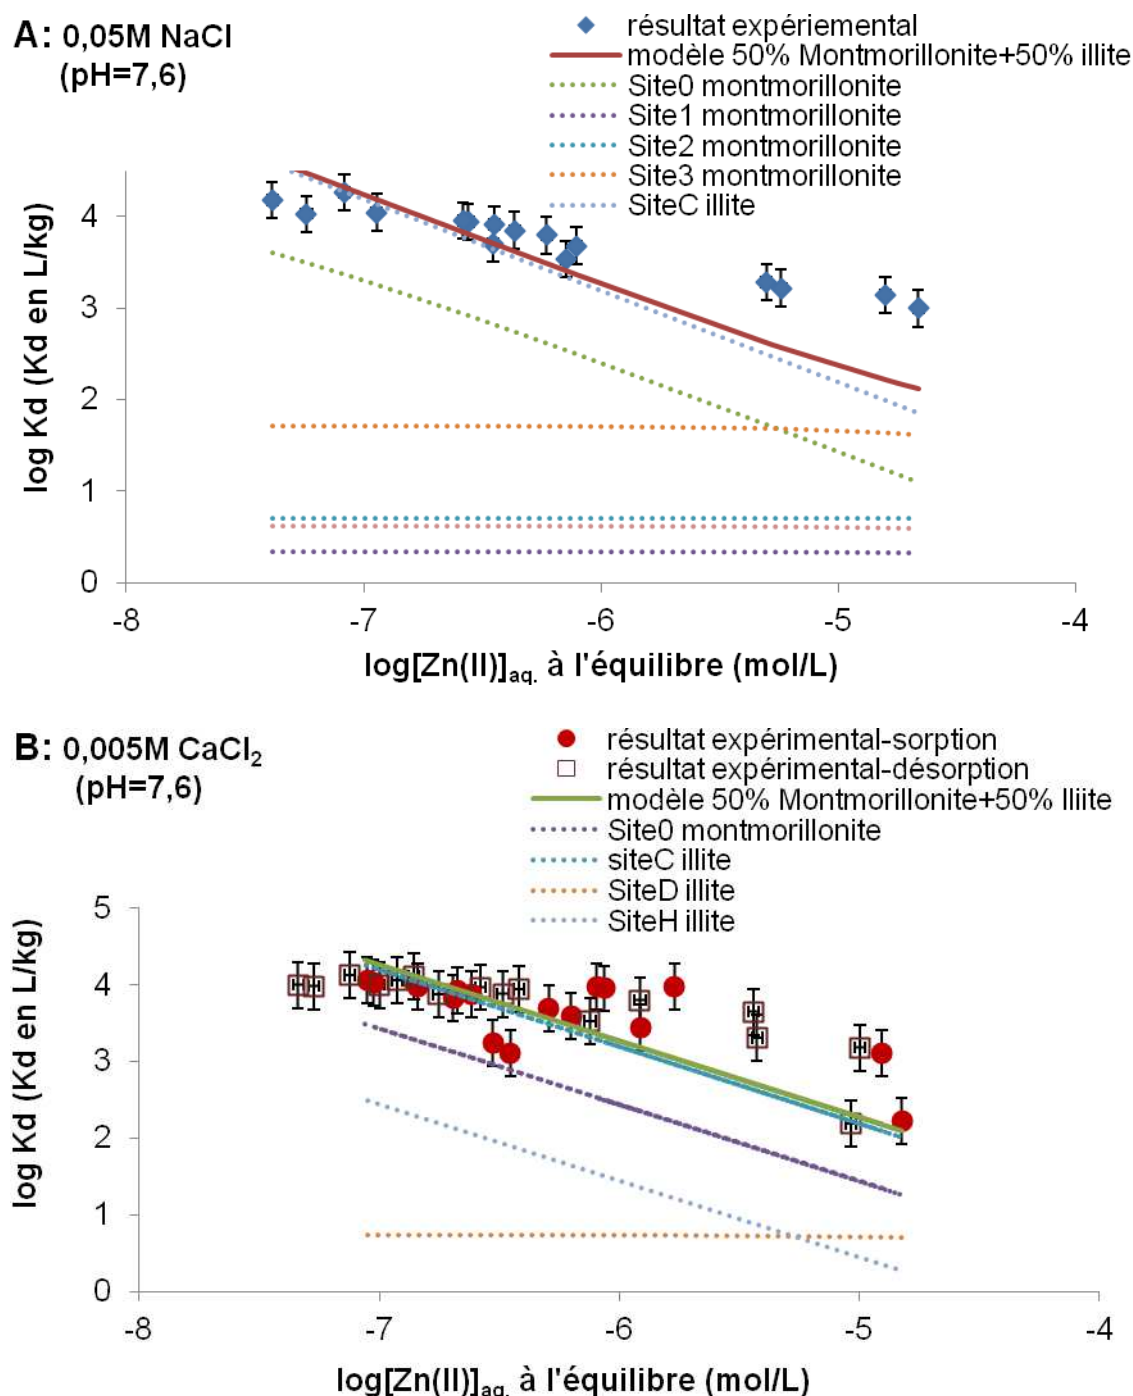 A: 0,05M NaCl
(pH=7,6)
résultat expériemental
modèle 50% Montmorillonite+50% illite
Site0 montmorillonite
Site1 montmorillonite
Site2 montmorillonite
Site3 montmorillonite
SiteC illite
log Kd (Kd en L/kg)
4
3
2
1
0
-8 -7 -6 -5 -4
log[Zn(II)]aq. à l'équilibre (mol/L)
B: 0,005M CaCl2
(pH=7,6)
résultat expérimental-sorption
résultat expérimental-désorption
modèle 50% Montmorillonite+50% Iliite
Site0 montmorillonite
siteC illite
SiteD illite
SiteH illite
log Kd (Kd en L/kg)
5
4
3
2
1
0
-8 -7 -6 -5 -4
log[Zn(II)]aq. à l'équilibre (mol/L)